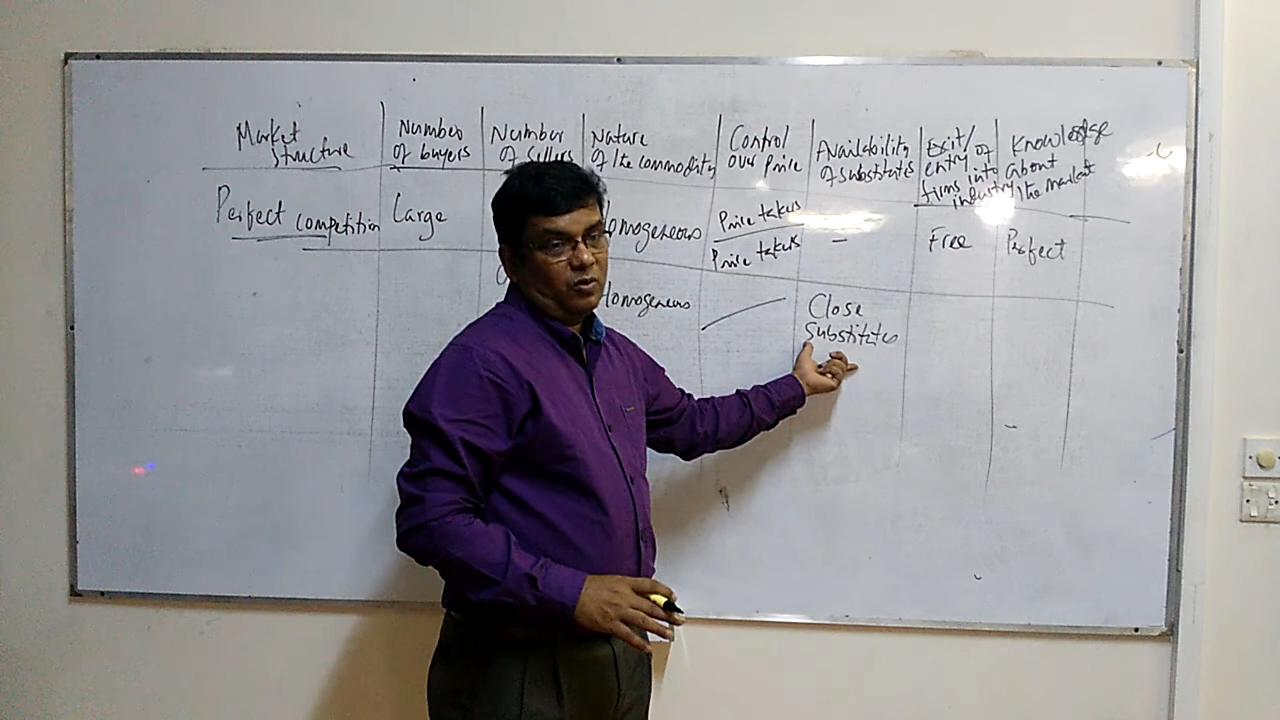 Market
structure
Number
of buyers
Number
of sellers
Nature
of the commodity
Control
over price
Availability
of substitutes
Exit/
entry of
firms into
industry
Knowledge
about
the market
Perfect competition
Large
Homogeneous
Price takers
Price takers
-
Free
Perfect
Homogeneous
Close
Substitutes